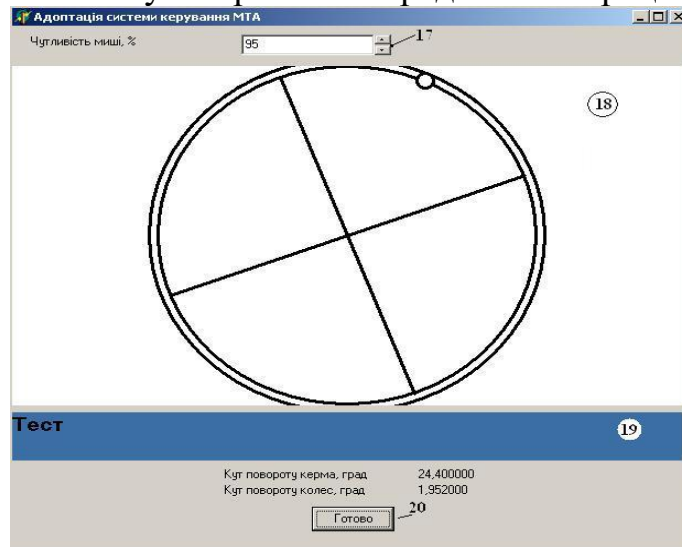 Адоптація системи керування МТА
Чутливість миші, % 95 17
18
Тест 19
Кут повороту керма, град 24,400000
Кут повороту колес, град 1,952000
Готово 20